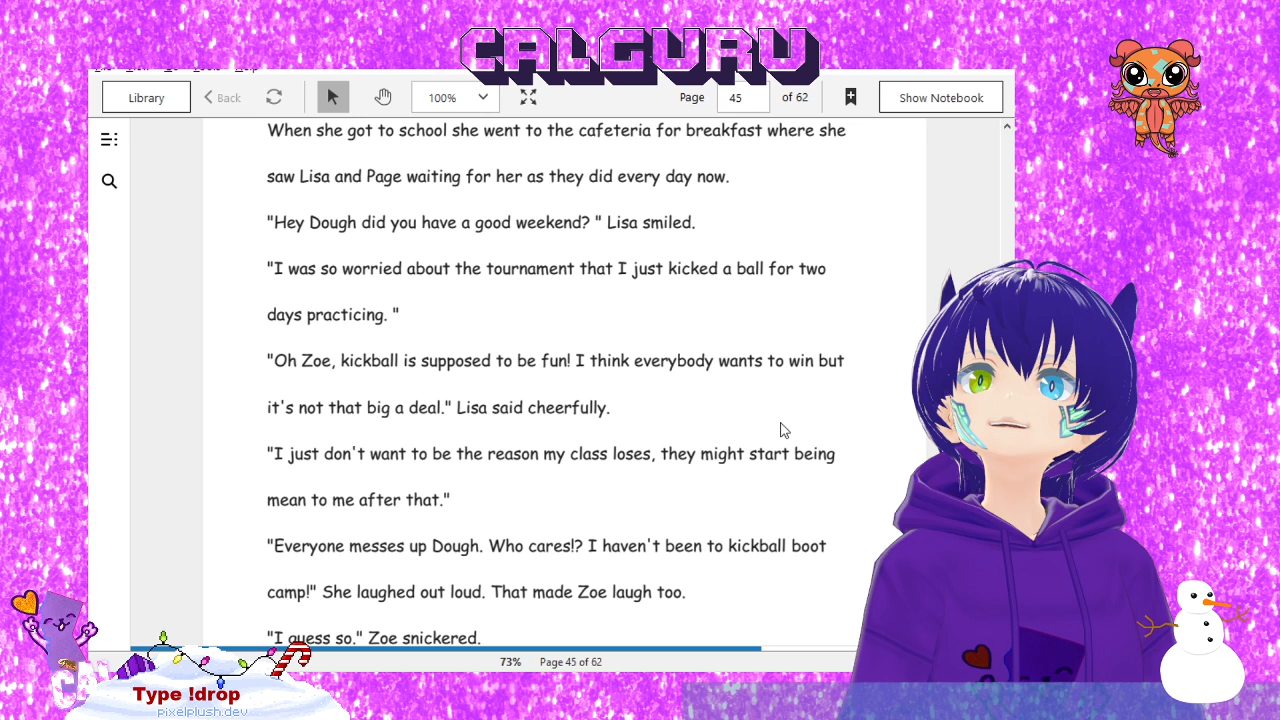 CALGURU
Library
Back
100%
Page 45 of 62
Show Notebook
When she got to school she went to the cafeteria for breakfast where she
saw Lisa and Page waiting for her as they did every day now.
"Hey Dough did you have a good weekend? " Lisa smiled.
"I was so worried about the tournament that I just kicked a ball for two
days practicing. "
"Oh Zoe, kickball is supposed to be fun! I think everybody wants to win but
it's not that big a deal." Lisa said cheerfully.
"I just don't want to be the reason my class loses, they might start being
mean to me after that."
"Everyone messes up Dough. Who cares!? I haven't been to kickball boot
camp!" She laughed out loud. That made Zoe laugh too.
"I guess so." Zoe snickered.
73% Page 45 of 62
Type !drop
pixelplush.dev